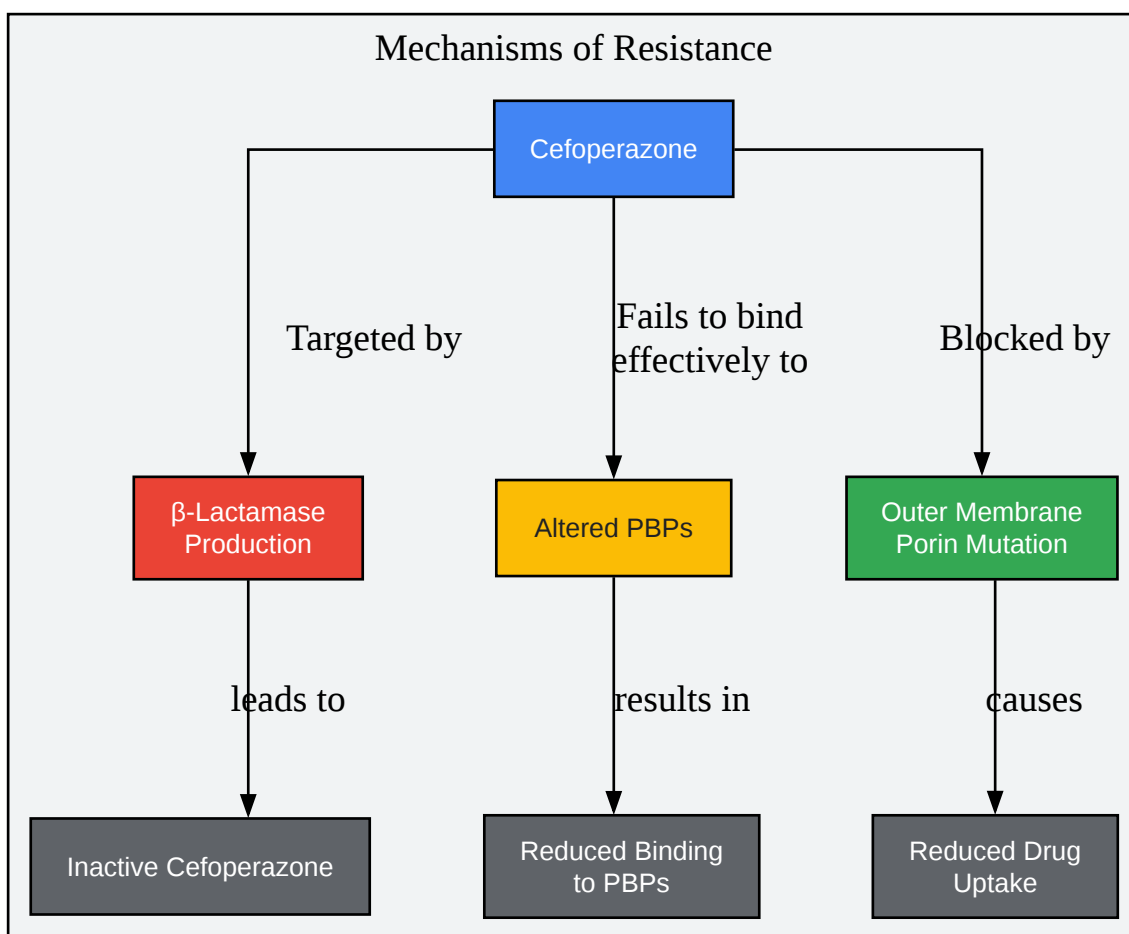 Mechanisms of Resistance
Cefoperazone
Targeted by
Fails to bind
effectively to
Blocked by
β-Lactamase
Production
Altered PBPs
Outer Membrane
Porin Mutation
leads to
results in
causes
Inactive Cefoperazone
Reduced Binding
to PBPs
Reduced Drug
Uptake